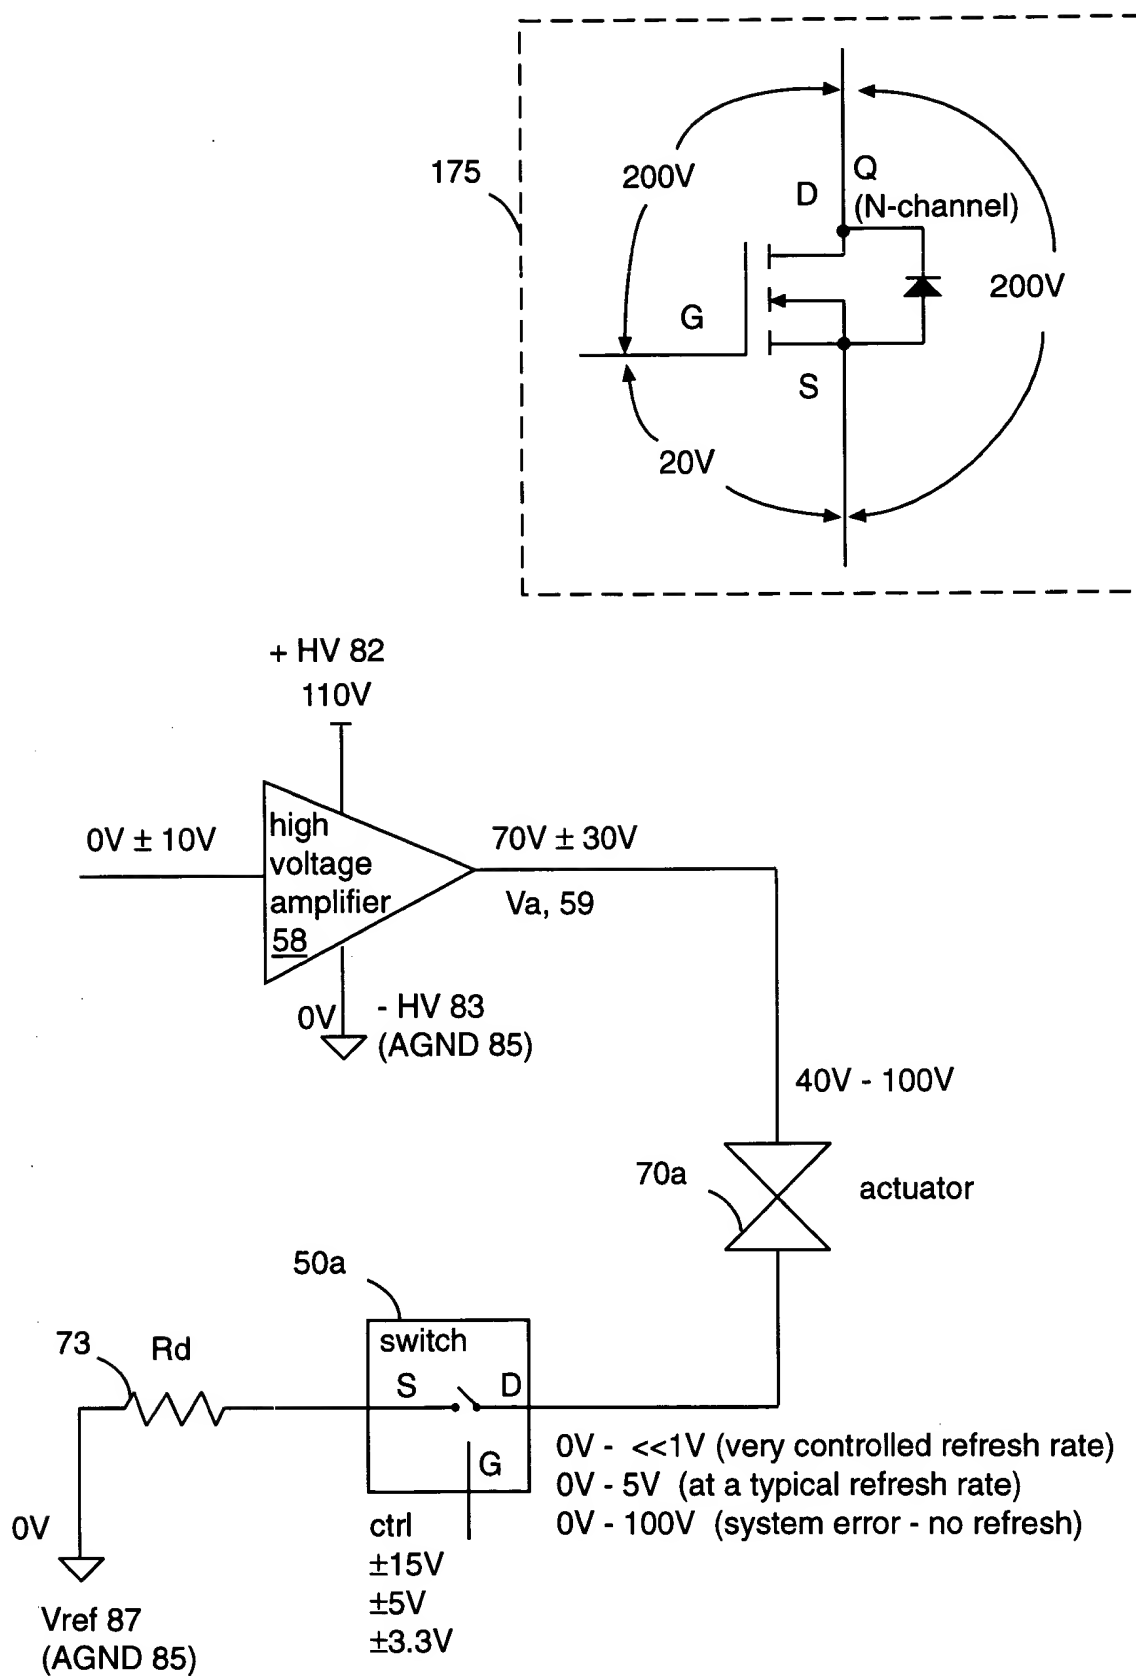 175
200V
D
Q
(N-channel)
200V
G
S
20V
+ HV 82
110V
0V ± 10V
high
voltage
amplifier
58
70V ± 30V
Va, 59
0V
- HV 83
(AGND 85)
40V - 100V
70a
actuator
50a
switch
73
Rd
S
D
G
0V - <<1V (very controlled refresh rate)
0V - 5V (at a typical refresh rate)
0V - 100V (system error - no refresh)
ctrl
±15V
±5V
±3.3V
0V
Vref 87
(AGND 85)